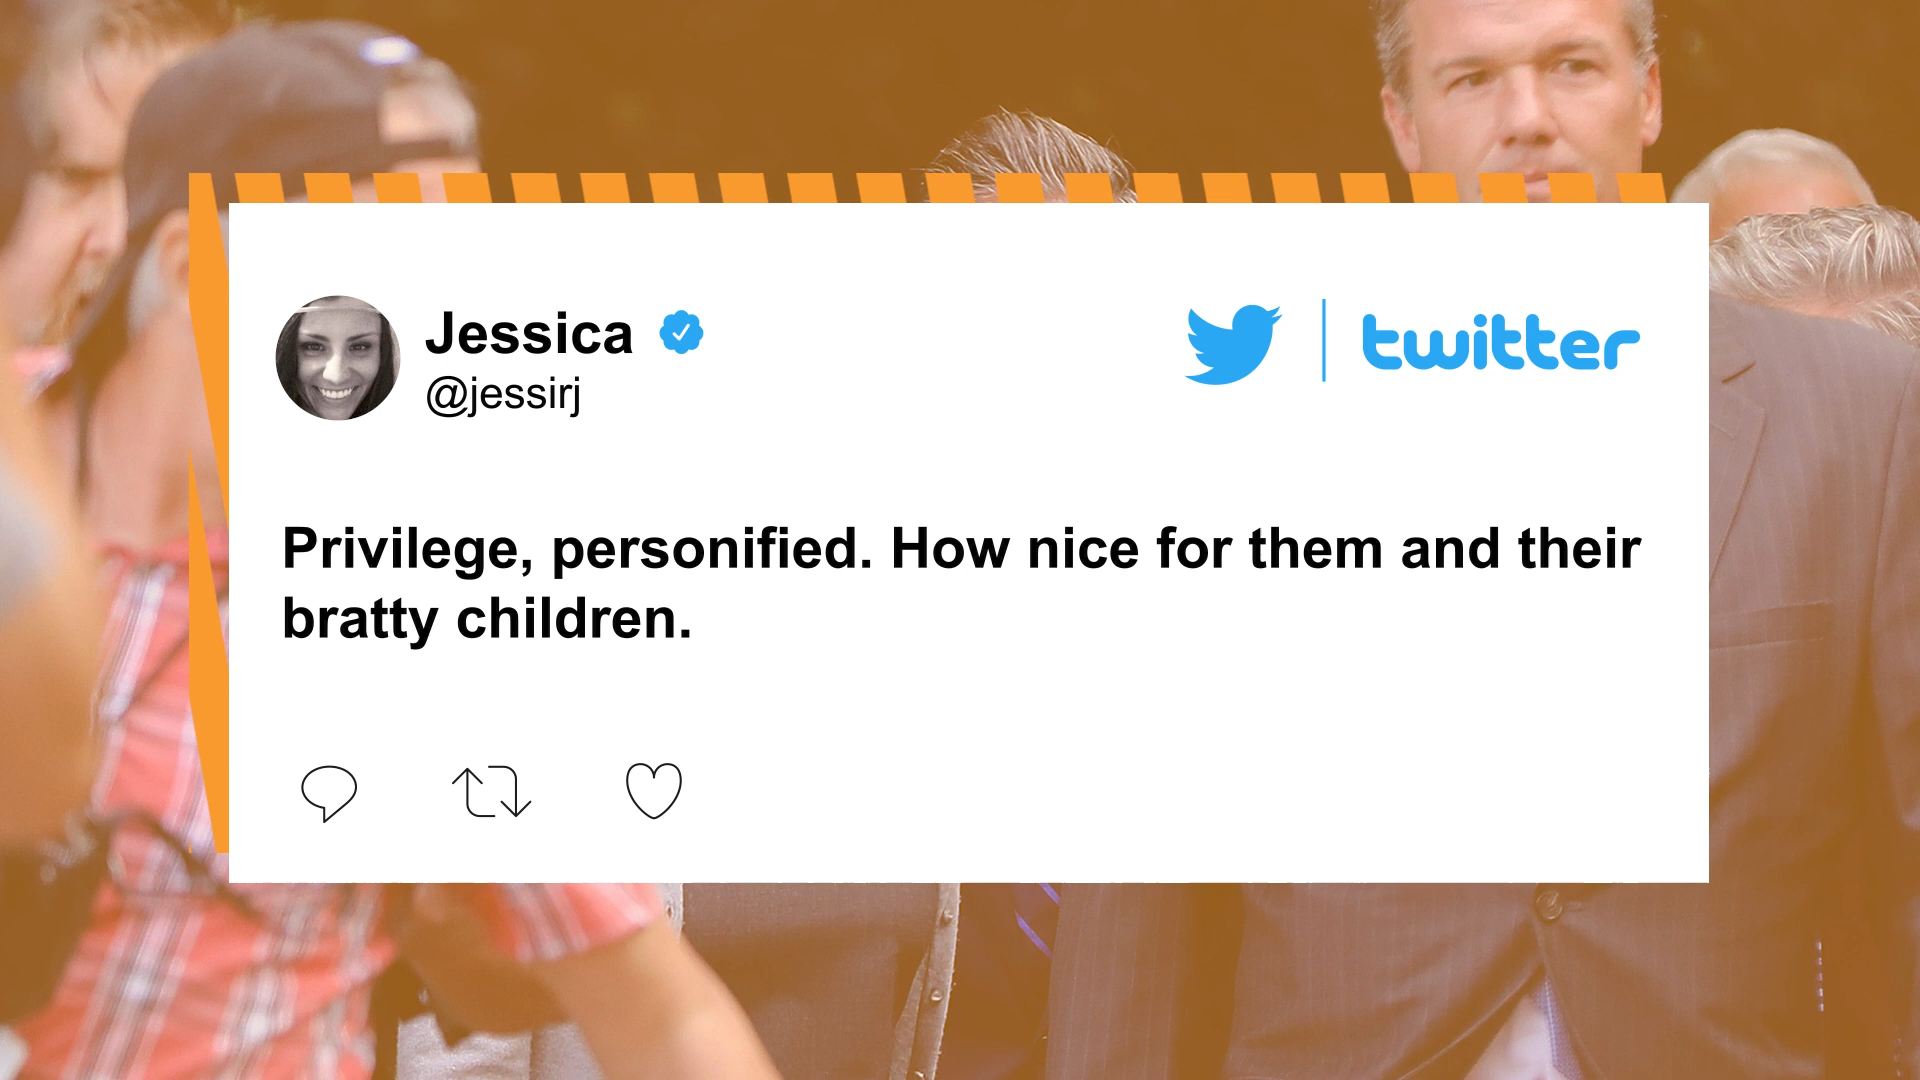 Jessica
@jessirj
twitter
Privilege, personified. How nice for them and their
bratty children.